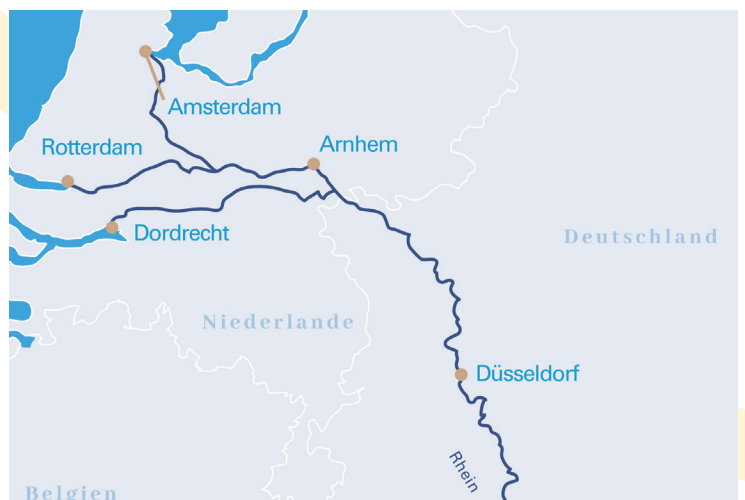 Amsterdam
Rotterdam
Arnhem
Dordrecht
Deutschland
Niederlande
Düsseldorf
Rhein
Belgien